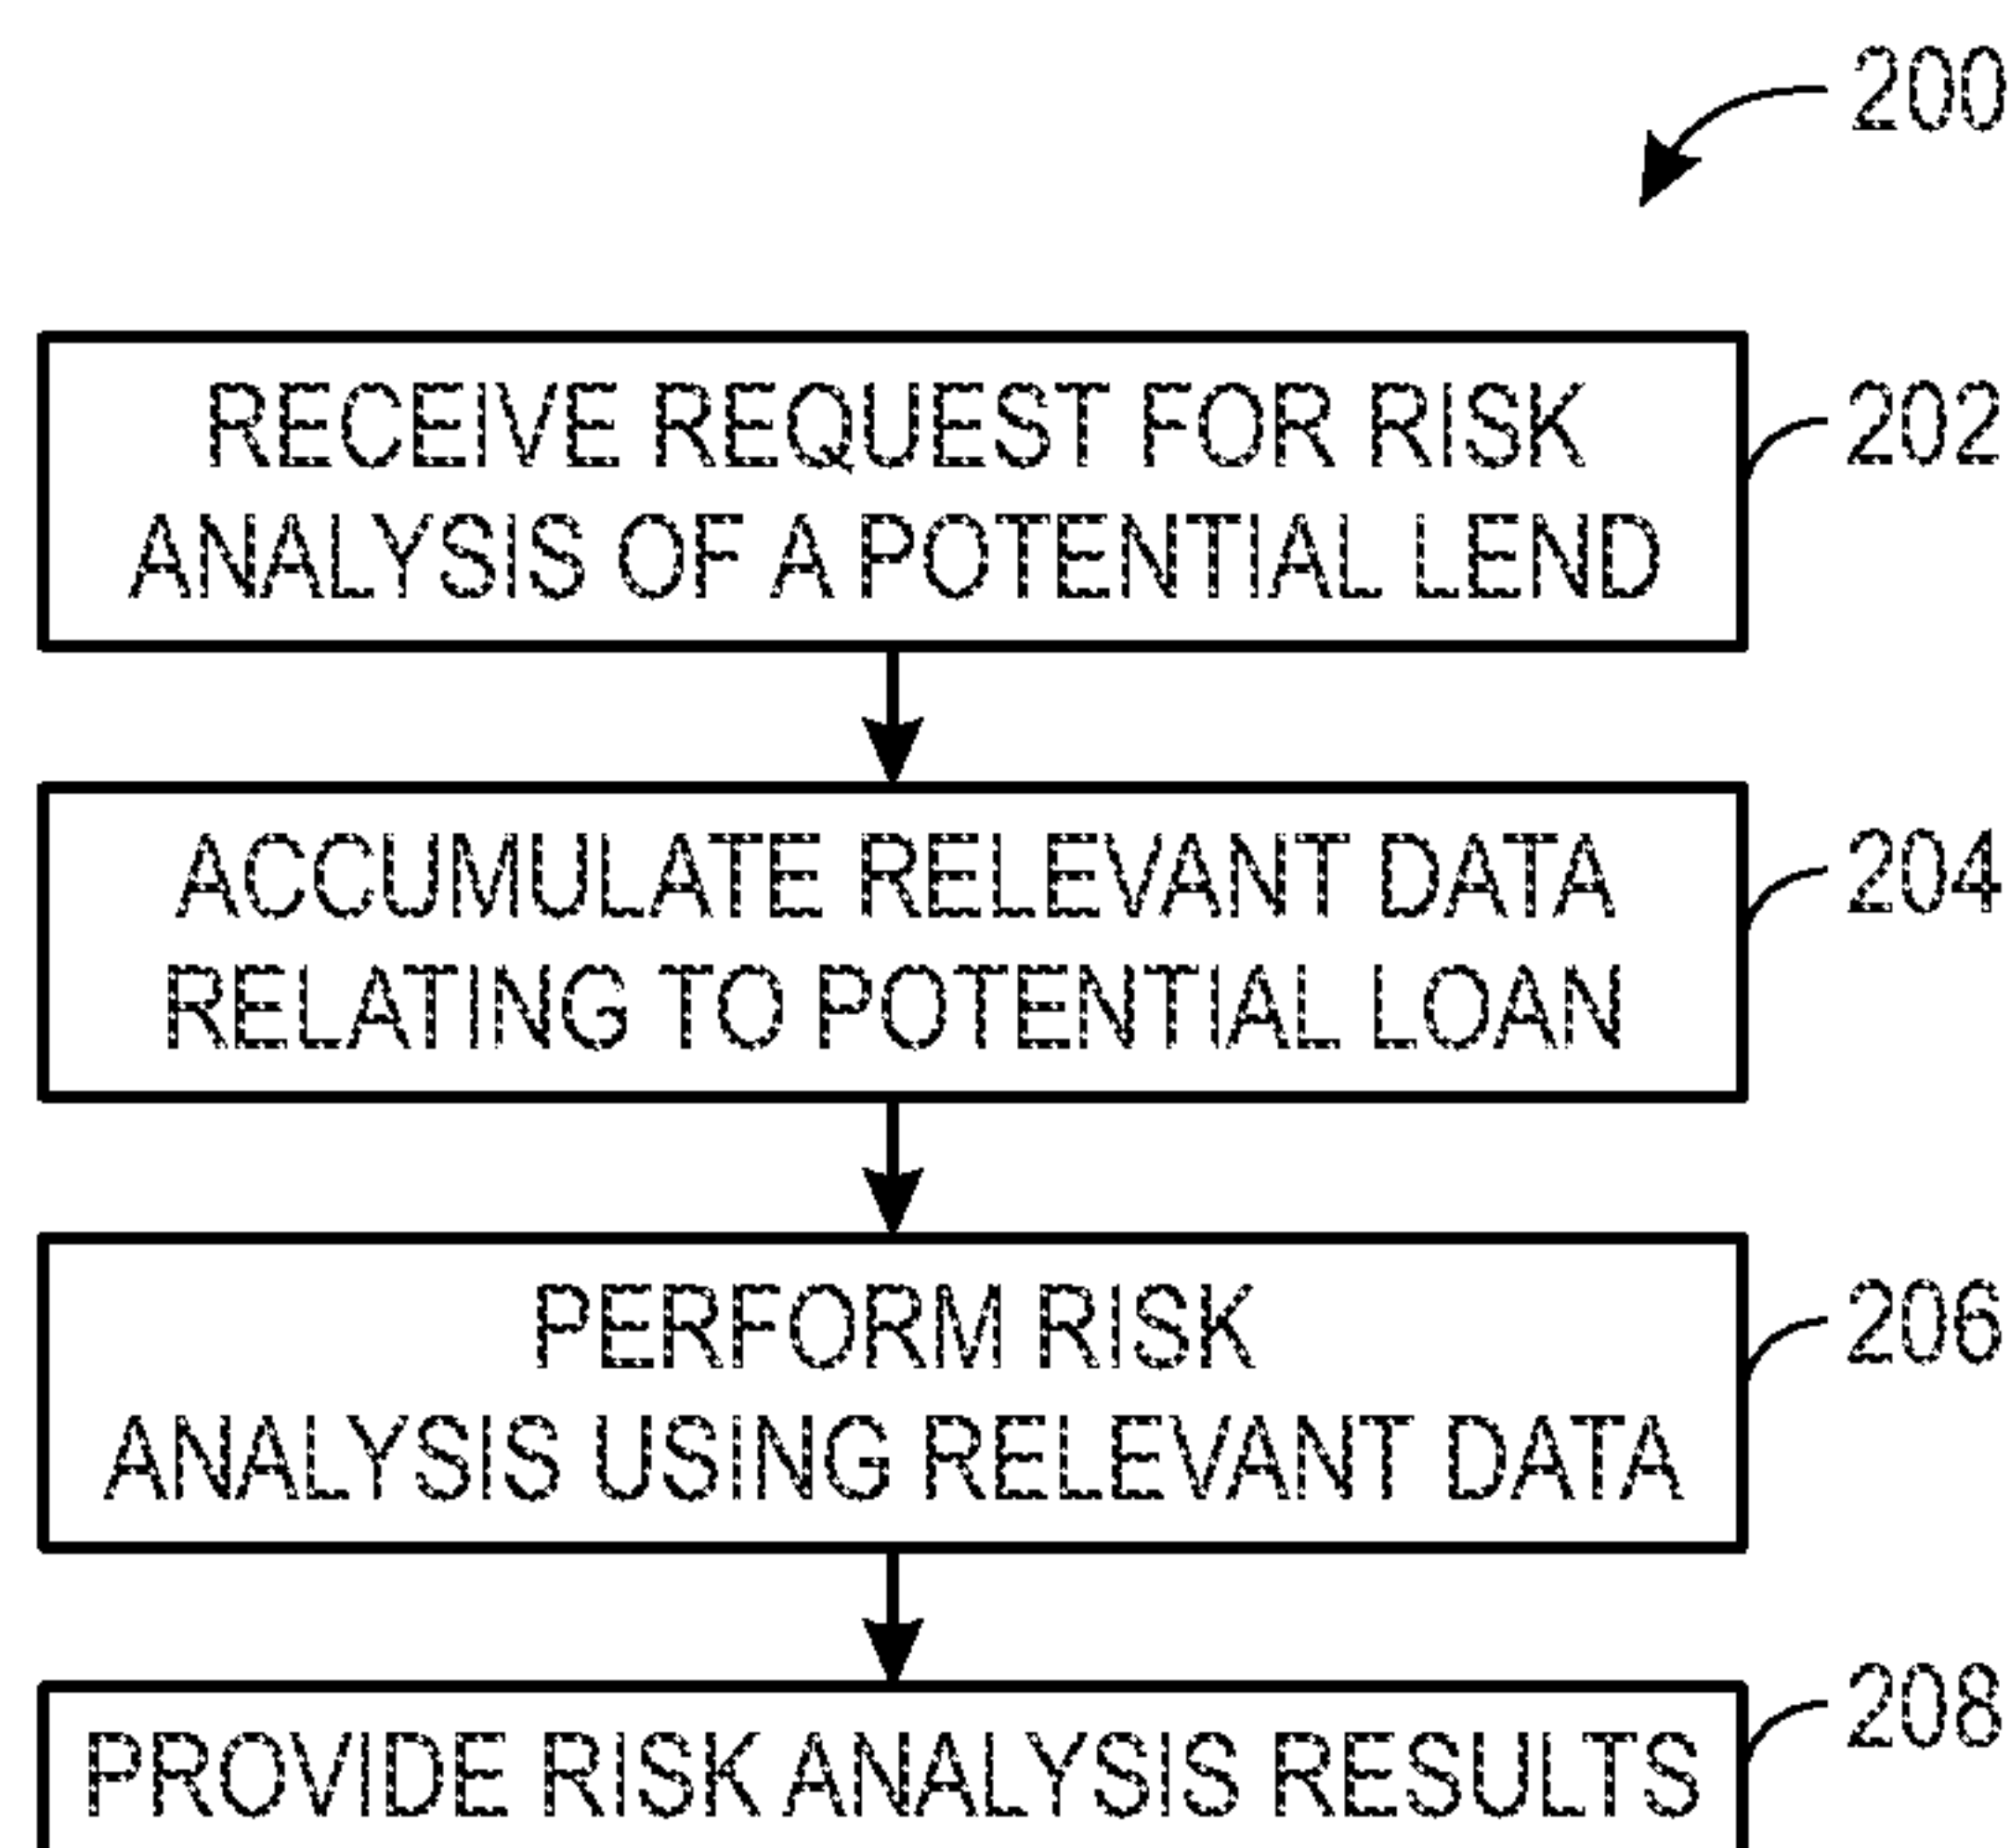 200
RECEIVE REQUEST FOR RISK
ANALYSIS OF A POTENTIAL LEND
202
ACCUMULATE RELEVANT DATA
RELATING TO POTENTIAL LOAN
204
PERFORM RISK
ANALYSIS USING RELEVANT DATA
206
PROVIDE RISK ANALYSIS RESULTS
208